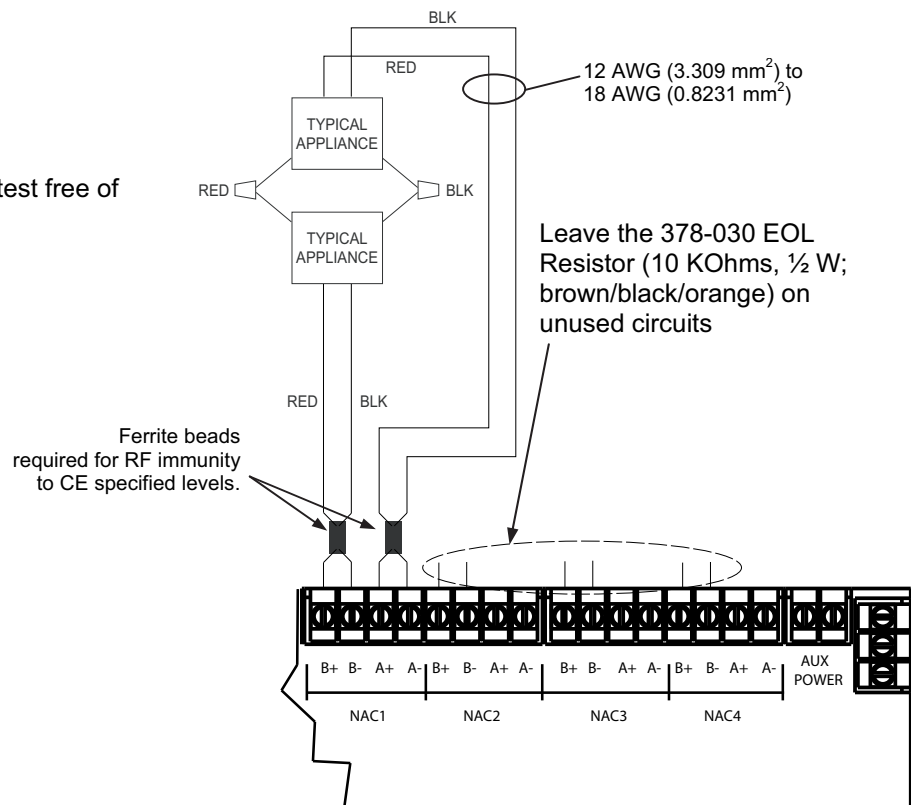 BLK
RED
12 AWG (3.309 mm²) to
18 AWG (0.8231 mm²)
TYPICAL
APPLIANCE
test free of
RED
BLK
TYPICAL
APPLIANCE
Leave the 378-030 EOL
Resistor (10 KOhms, ½ W;
brown/black/orange) on
unused circuits
RED
BLK
Ferrite beads
required for RF immunity
to CE specified levels.
B+ B- A+ A- B+ B- A+ A- B+ B- A+ A- B+ B- A+ A-
AUX
POWER
NAC1 NAC2 NAC3 NAC4